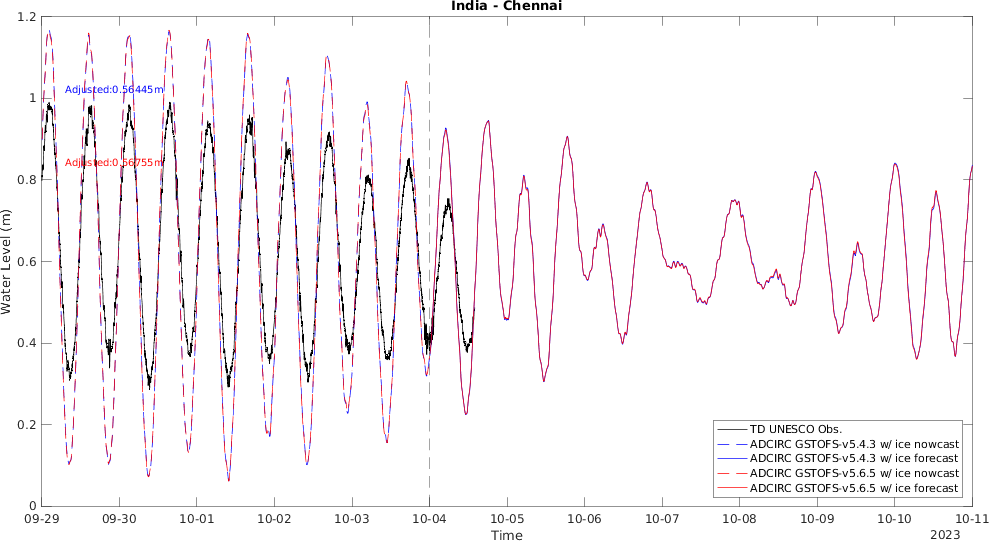 India - Chennai
1.2
1
0.8
0.6
0.4
0.2
0
Water Level (m)
Adjusted:0.56445m
Adjusted:0.56755m
TD UNESCO Obs.
ADCIRC GSTOFS-v5.4.3 w/ ice nowcast
ADCIRC GSTOFS-v5.4.3 w/ ice forecast
ADCIRC GSTOFS-v5.6.5 w/ ice nowcast
ADCIRC GSTOFS-v5.6.5 w/ ice forecast
09-29 09-30 10-01 10-02 10-03 10-04 10-05 10-06 10-07 10-08 10-09 10-10 10-11
Time
2023